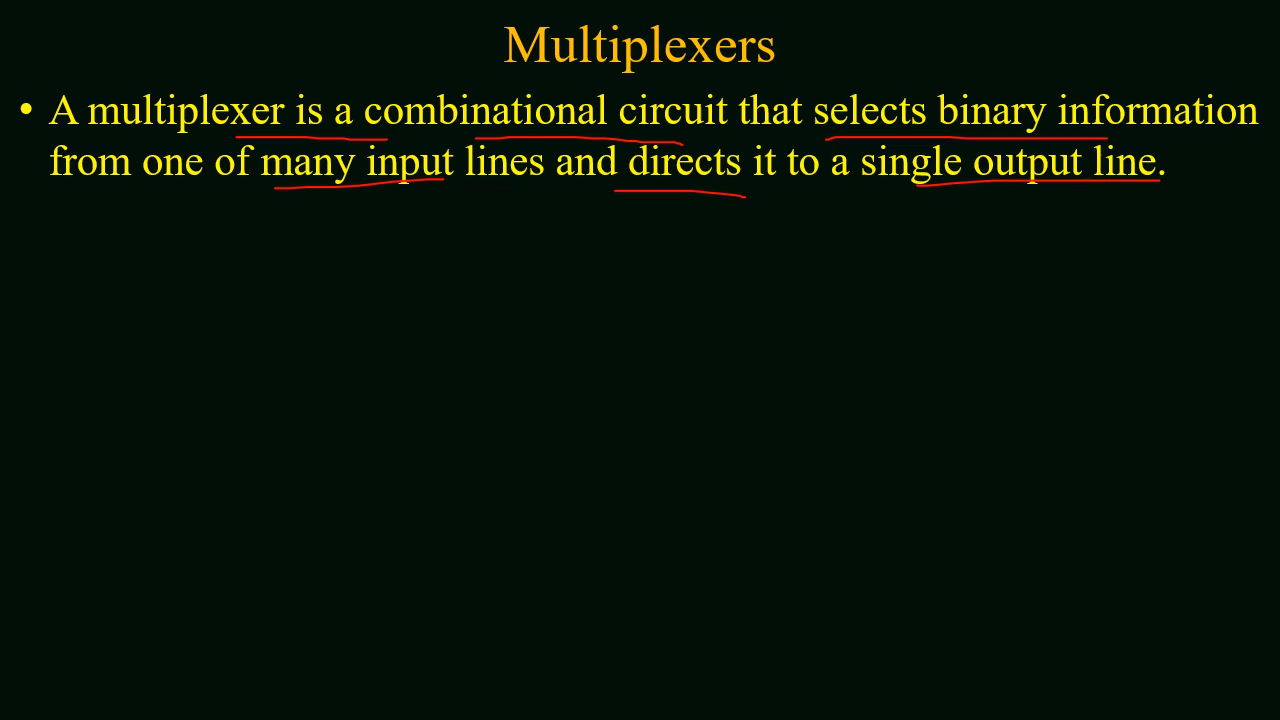 Multiplexers
• A multiplexer is a combinational circuit that selects binary information
from one of many input lines and directs it to a single output line.